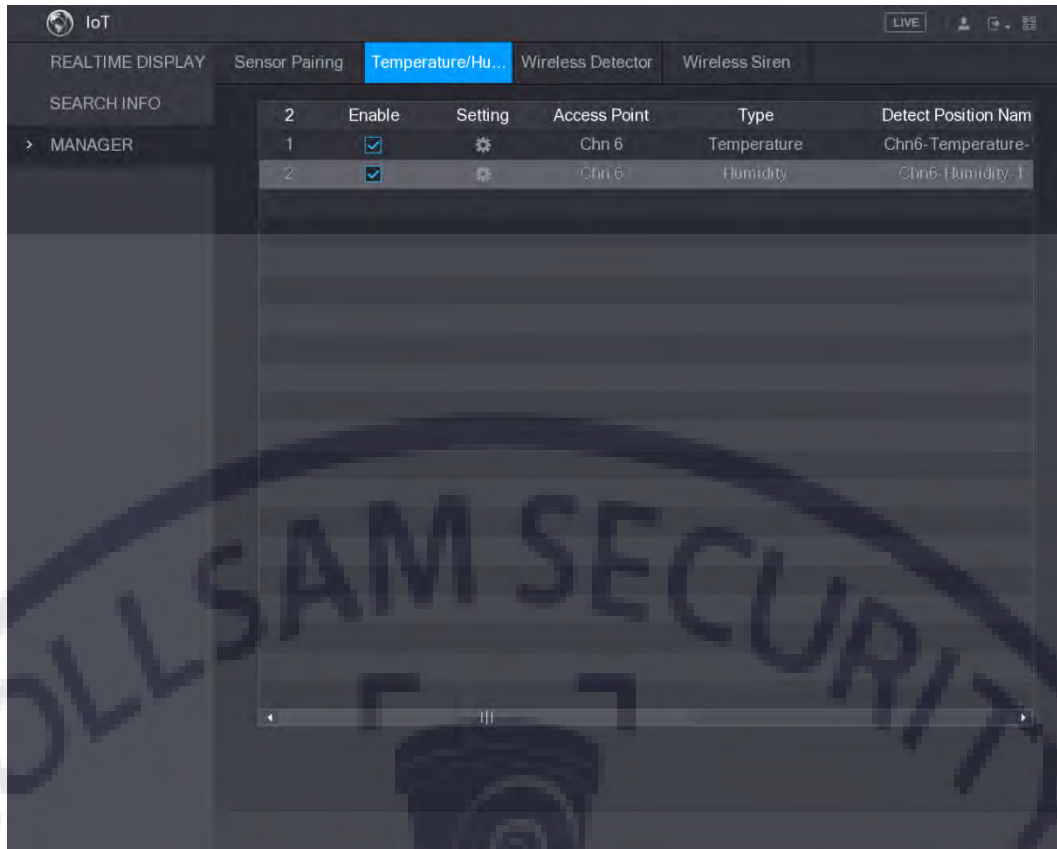 IoT LIVE
REALTIME DISPLAY
SEARCH INFO
MANAGER
Sensor Pairing Temperature/Hu... Wireless Detector Wireless Siren
2 Enable Setting Access Point Type Detect Position Nam
1 Chn 6 Temperature Chn6-Temperature-
2 Chn 6 Humidity Chn6-Humidity-1
OLLSAM SECURIT